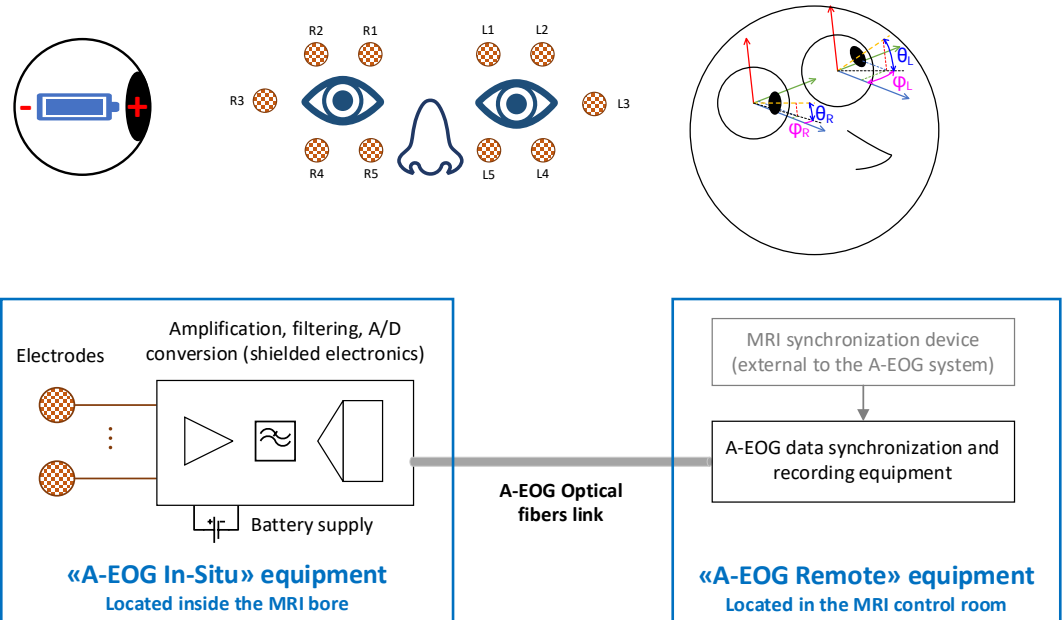 R2
R1
L1
L2
R3
L3
R4
R5
L5
L4
-
+
θL
φL
θR
φR
Electrodes
Amplification, filtering, A/D
conversion (shielded electronics)
Battery supply
+
-
«A-EOG In-Situ» equipment
Located inside the MRI bore
A-EOG Optical
fibers link
MRI synchronization device
(external to the A-EOG system)
A-EOG data synchronization and
recording equipment
«A-EOG Remote» equipment
Located in the MRI control room